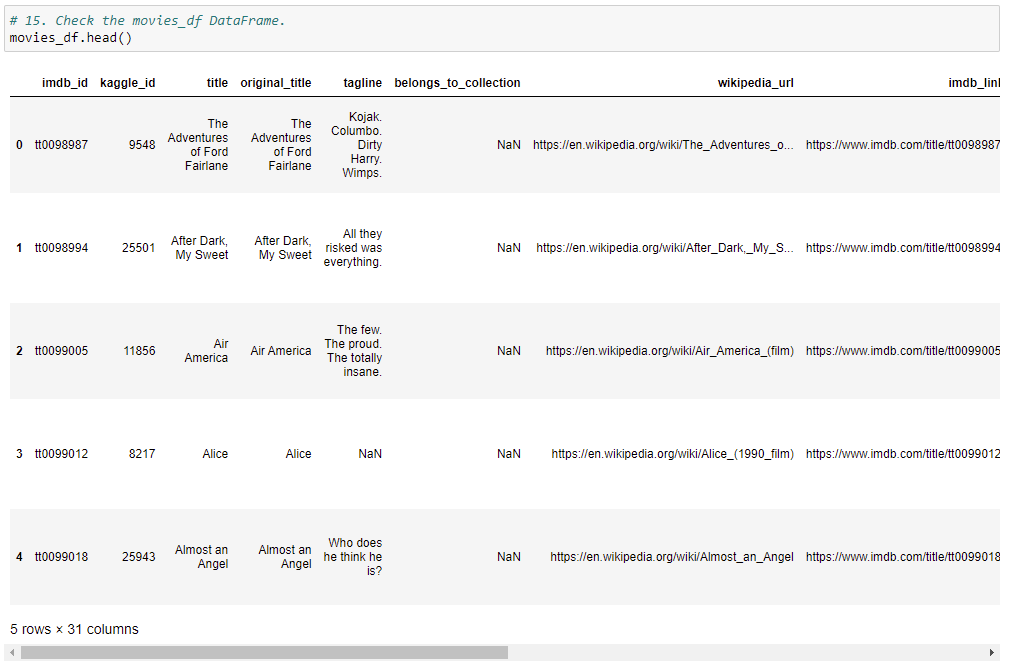 # 15. Check the movies_df DataFrame.
movies_df.head()
imdb_id kaggle_id title original_title tagline belongs_to_collection wikipedia_url imdb_link
0 tt0098987 9548 The Adventures of Ford Fairlane The Adventures of Ford Fairlane Kojak. Columbo. Dirty Harry. Wimps. NaN https://en.wikipedia.org/wiki/The_Adventures_o... https://www.imdb.com/title/tt0098987
1 tt0098994 25501 After Dark, My Sweet After Dark, My Sweet All they risked was everything. NaN https://en.wikipedia.org/wiki/After_Dark,_My_S... https://www.imdb.com/title/tt0098994
2 tt0099005 11856 Air America Air America The few. The proud. The totally insane. NaN https://en.wikipedia.org/wiki/Air_America_(film) https://www.imdb.com/title/tt0099005
3 tt0099012 8217 Alice Alice NaN NaN https://en.wikipedia.org/wiki/Alice_(1990_film) https://www.imdb.com/title/tt0099012
4 tt0099018 25943 Almost an Angel Almost an Angel Who does he think he is? NaN https://en.wikipedia.org/wiki/Almost_an_Angel https://www.imdb.com/title/tt0099018
5 rows × 31 columns